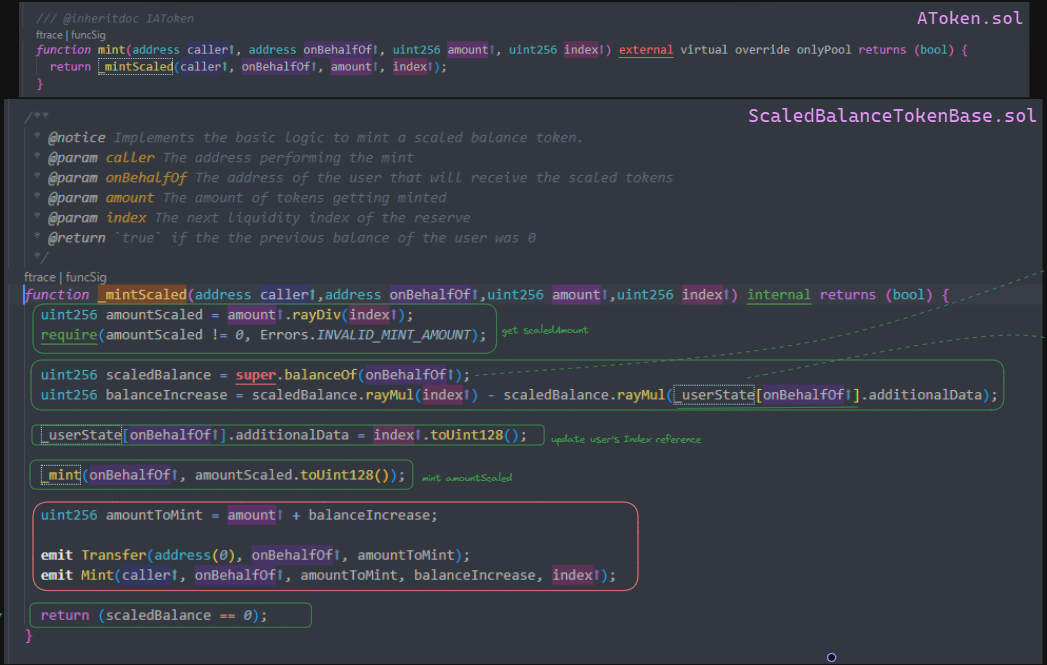 /// @inheritdoc IAToken
AToken.sol
ftrace | funcSig
function mint(address caller↑, address onBehalfOf↑, uint256 amount↑, uint256 index↑) external virtual override onlyPool returns (bool) {
return _mintScaled(caller↑, onBehalfOf↑, amount↑, index↑);
}
/**
ScaledBalanceTokenBase.sol
* @notice Implements the basic logic to mint a scaled balance token.
* @param caller The address performing the mint
* @param onBehalfOf The address of the user that will receive the scaled tokens
* @param amount The amount of tokens getting minted
* @param index The next liquidity index of the reserve
* @return `true` if the the previous balance of the user was 0
*/
ftrace | funcSig
function _mintScaled(address caller↑,address onBehalfOf↑,uint256 amount↑,uint256 index↑) internal returns (bool) {
uint256 amountScaled = amount↑.rayDiv(index↑);
require(amountScaled != 0, Errors.INVALID_MINT_AMOUNT);
get scaledAmount
uint256 scaledBalance = super.balanceOf(onBehalfOf↑);
uint256 balanceIncrease = scaledBalance.rayMul(index↑) - scaledBalance.rayMul(_userState[onBehalfOf↑].additionalData);
_userState[onBehalfOf↑].additionalData = index↑.toUint128();
update user's Index reference
_mint(onBehalfOf↑, amountScaled.toUint128());
mint amountScaled
uint256 amountToMint = amount↑ + balanceIncrease;
emit Transfer(address(0), onBehalfOf↑, amountToMint);
emit Mint(caller↑, onBehalfOf↑, amountToMint, balanceIncrease, index↑);
return (scaledBalance == 0);
}